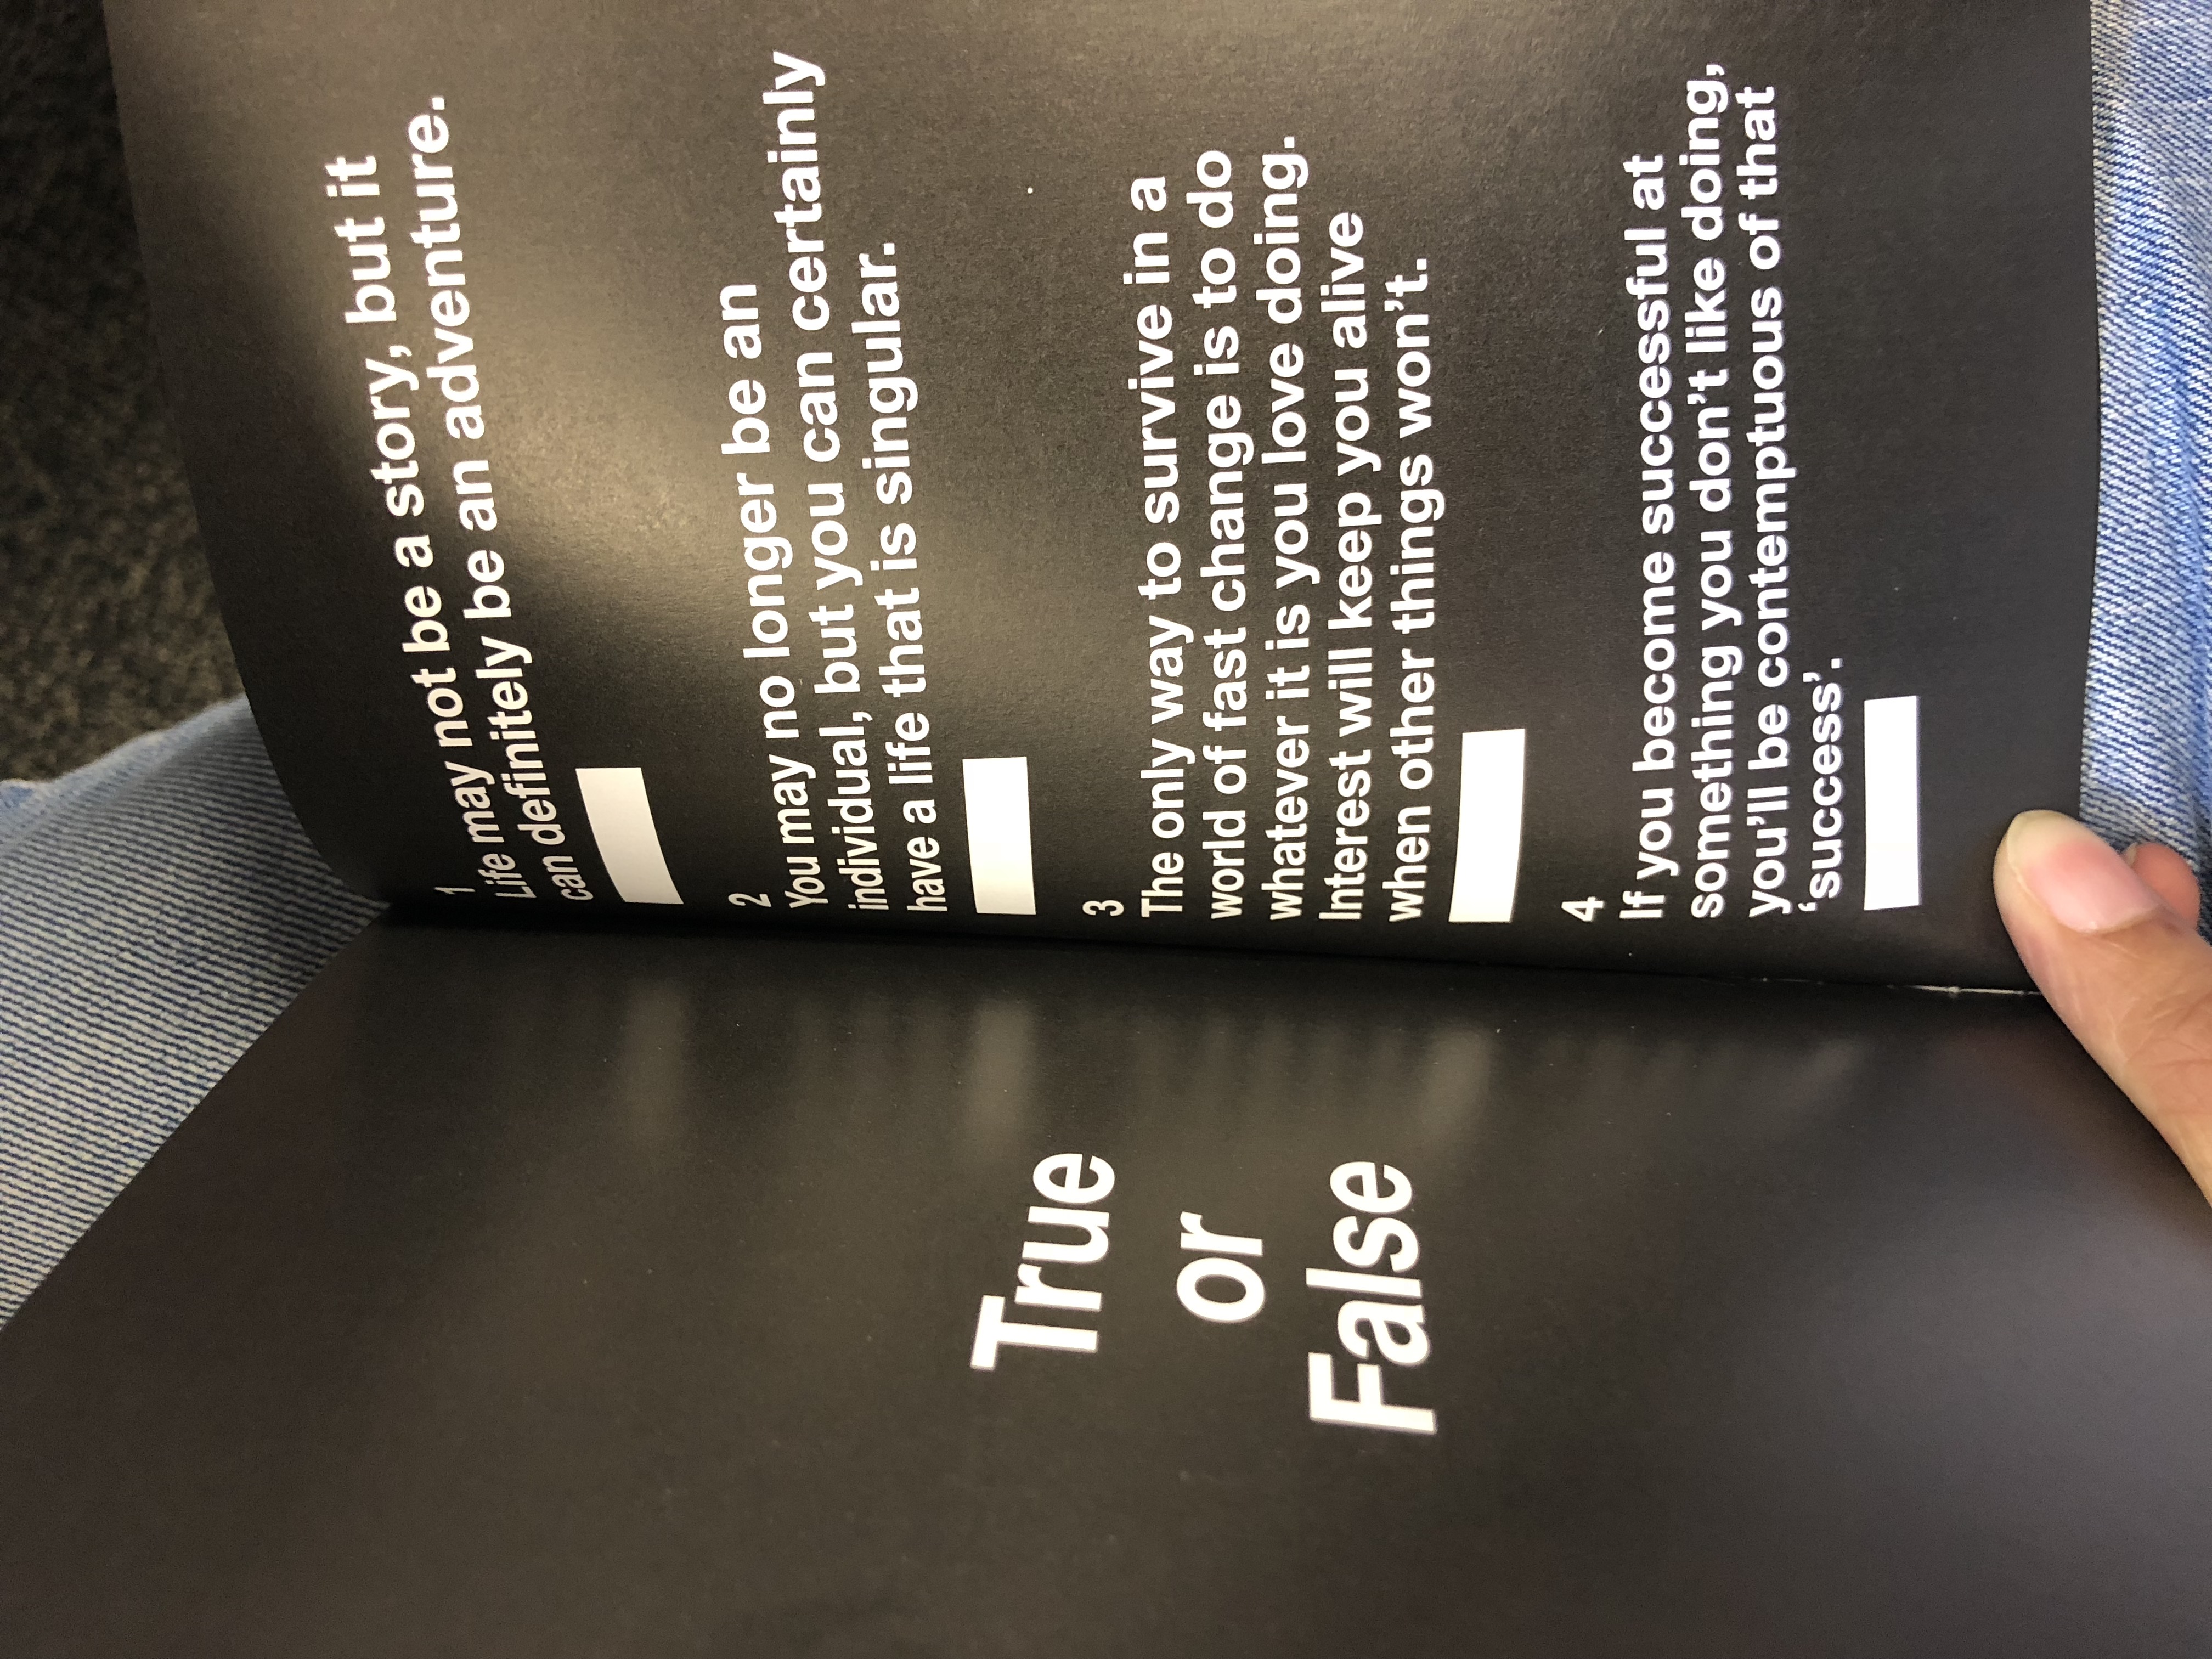 True
or
False
1
Life may not be a story, but it
can definitely be an adventure.
2
You may no longer be an
individual, but you can certainly
have a life that is singular.
3
The only way to survive in a
world of fast change is to do
whatever it is you love doing.
Interest will keep you alive
when other things won’t.
4
If you become successful at
something you don’t like doing,
you’ll be contemptuous of that
‘success’.